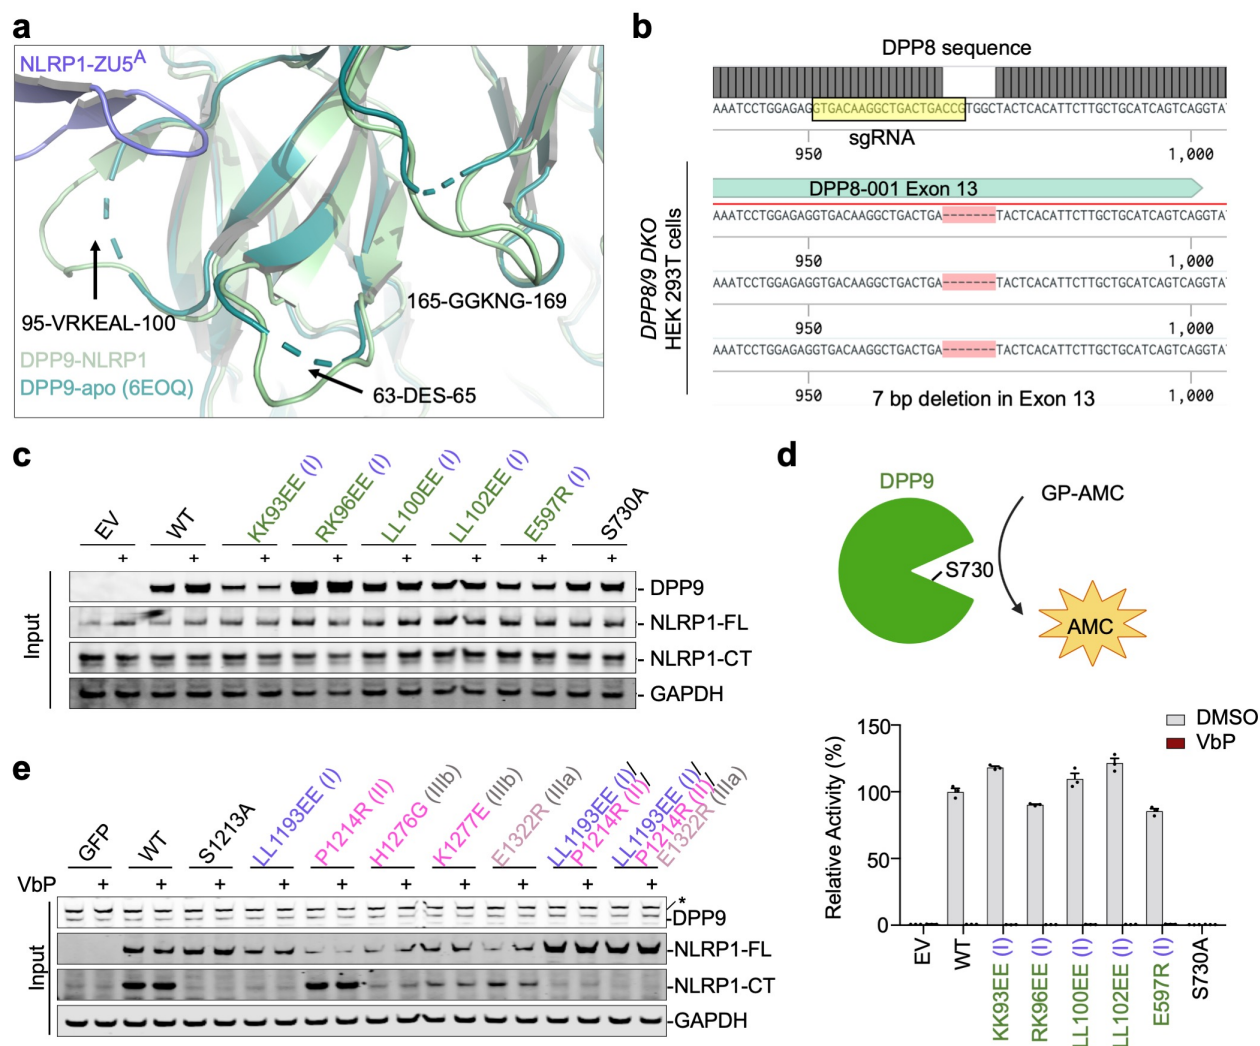 a
NLRP1-ZU5A
95-VRKEAL-100
165-GGKNG-169
DPP9-NLRP1
DPP9-apo (6EOQ)
63-DES-65
b
DPP8 sequence
AAATCCTGGAGAGGTGACAAGGCTGACTGACCGTGGCTACTCACATTCTTGCTGCATCAGTCAGGTA
sgRNA
950 1,000
DPP8-001 Exon 13
AAATCCTGGAGAGGTGACAAGGCTGACTGA-------TACTCACATTCTTGCTGCATCAGTCAGGTA
950 1,000
AAATCCTGGAGAGGTGACAAGGCTGACTGA-------TACTCACATTCTTGCTGCATCAGTCAGGTA
950 1,000
AAATCCTGGAGAGGTGACAAGGCTGACTGA-------TACTCACATTCTTGCTGCATCAGTCAGGTA
950 7 bp deletion in Exon 13 1,000
DPP8/9 DKO
HEK 293T cells
c
EV WT KK93EE (I) RK96EE (I) LL100EE (I) LL102EE (I) E597R (I) S730A
+ + + + + + + +
Input
DPP9
NLRP1-FL
NLRP1-CT
GAPDH
d
DPP9
GP-AMC
S730
AMC
DMSO
VbP
Relative Activity (%)
150
100
50
0
EV WT KK93EE (I) RK96EE (I) LL100EE (I) LL102EE (I) E597R (I) S730A
e
GFP WT S1213A LL1193EE (I) P1214R (II) H1276G (IIIb) K1277E (IIIb) E1322R (IIIa) LL1193EE (I)/ P1214R (II) LL1193EE (I)/ P1214R (II)/ E1322R (IIIa)
VbP + + + + + + + + + +
Input
*
DPP9
NLRP1-FL
NLRP1-CT
GAPDH